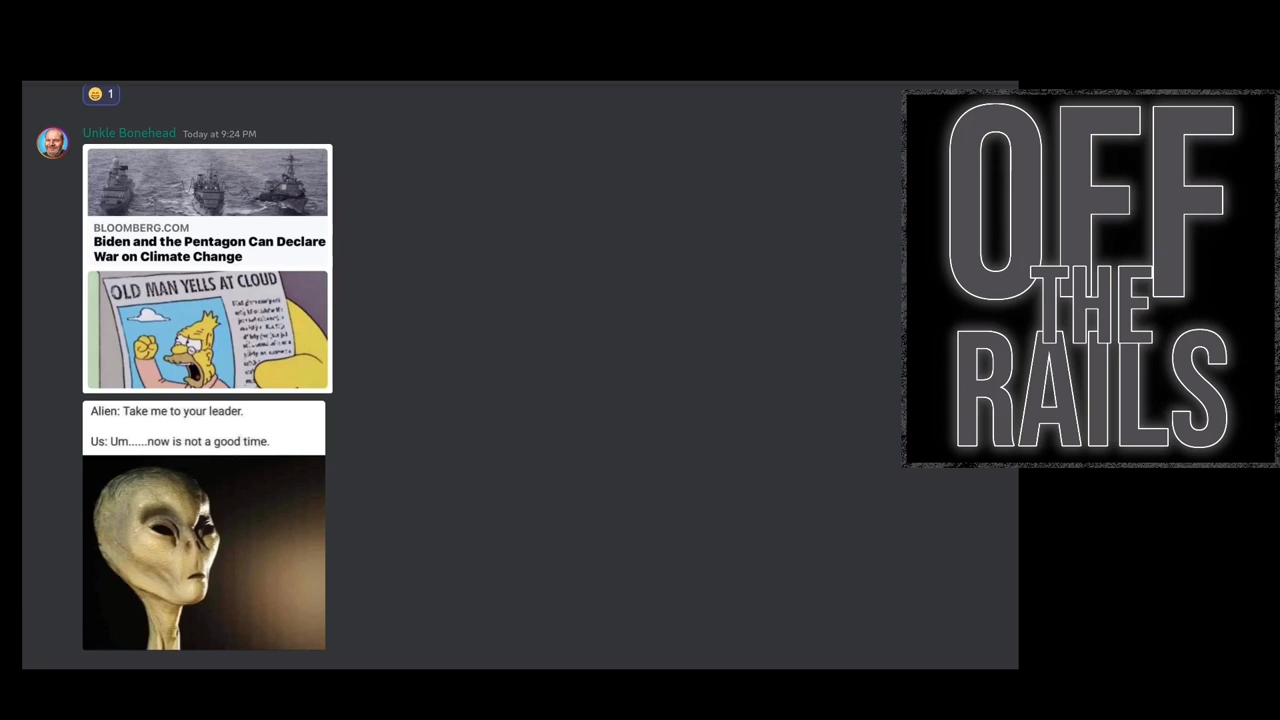 1
Unkle Bonehead Today at 9:24 PM
BLOOMBERG.COM
Biden and the Pentagon Can Declare
War on Climate Change
OLD MAN YELLS AT CLOUD
Alien: Take me to your leader.
Us: Um......now is not a good time.
OFF
THE
RAILS